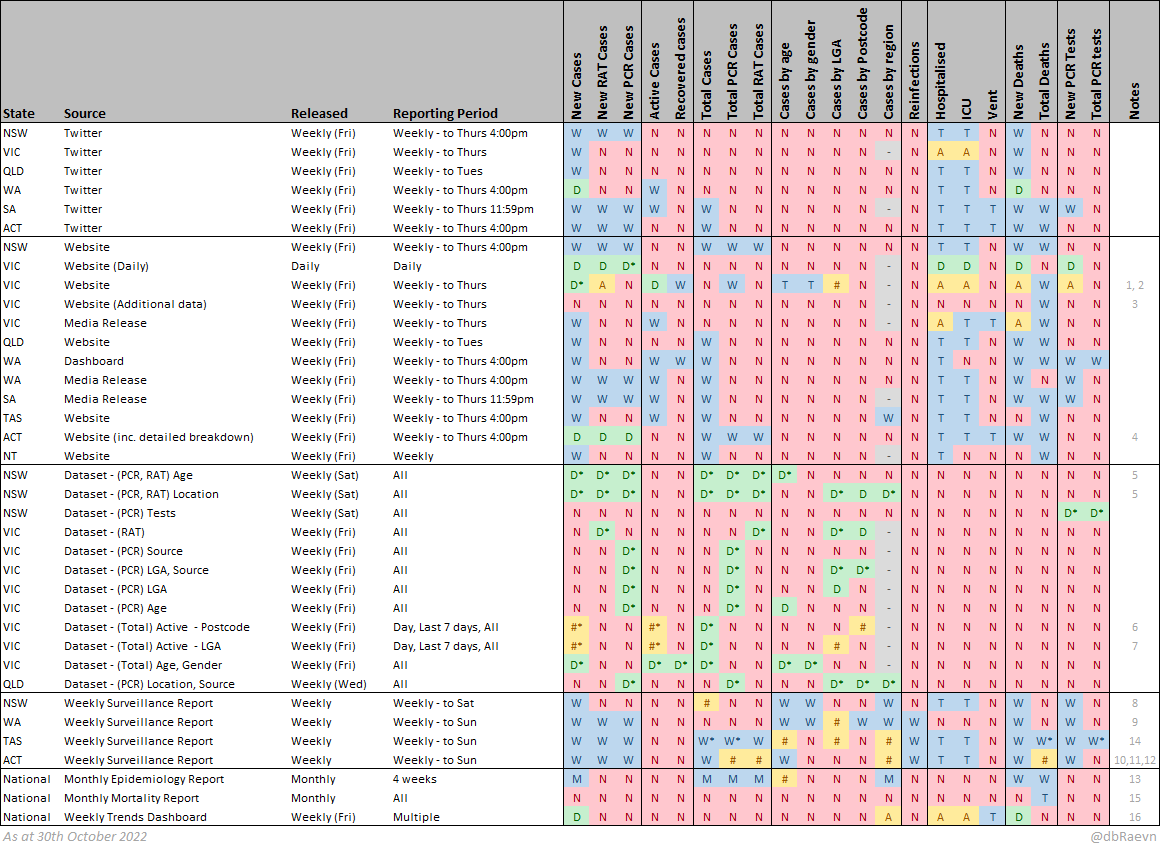 State Source Released Reporting Period New Cases New RAT Cases New PCR Cases Active Cases Recovered cases Total Cases Total PCR Cases Total RAT Cases Cases by age Cases by gender Cases by LGA Cases by Postcode Cases by region Reinfections Hospitalised ICU Vent New Deaths Total Deaths New PCR Tests Total PCR tests Notes
NSW Twitter Weekly (Fri) Weekly - to Thurs 4:00pm W W W N N N N N N N N N N N T T N W N N N
VIC Twitter Weekly (Fri) Weekly - to Thurs W N N N N N N N N N N N - N A A N W N N N
QLD Twitter Weekly (Fri) Weekly - to Tues W N N N N N N N N N N N N N T T N W N N N
WA Twitter Weekly (Fri) Weekly - to Thurs 4:00pm D N N W N N N N N N N N N N T T N D N N N
SA Twitter Weekly (Fri) Weekly - to Thurs 11:59pm W W W W N W N N N N N N - N T T T W W W N
ACT Twitter Weekly (Fri) Weekly - to Thurs 4:00pm W W W N N W N N N N N N N N T T T W W N N
NSW Website Weekly (Fri) Weekly - to Thurs 4:00pm W W W N N W W W N N N N N N T T N W W N N
VIC Website (Daily) Daily Daily D D D* N N N N N N N N N - N D D N D N D N
VIC Website Weekly (Fri) Weekly - to Thurs D* A N D W N W N T T # N - N A A N A W A N 1, 2
VIC Website (Additional data) Weekly (Fri) Weekly - to Thurs N N N N N N N N N N N N - N N N N N W N N 3
VIC Media Release Weekly (Fri) Weekly - to Thurs W N N W N N N N N N N N - N A T T A W N N
QLD Website Weekly (Fri) Weekly - to Tues W N N N N W N N N N N N N N T T N N W N N
WA Dashboard Weekly (Fri) Weekly - to Thurs 4:00pm W N N W W W N N N N N N N N T N N W W W W
WA Media Release Weekly (Fri) Weekly - to Thurs 4:00pm W W W W N W N N N N N N N N T T N W N W N
SA Media Release Weekly (Fri) Weekly - to Thurs 11:59pm W W W W N W N N N N N N - N T T N W W W N
TAS Website Weekly (Fri) Weekly - to Thurs 4:00pm W N N W N W N N N N N N W N T T N N W N N
ACT Website (inc. detailed breakdown) Weekly (Fri) Weekly - to Thurs 4:00pm D D D N N W W W N N N N N N T T T W W N N 4
NT Website Weekly (Fri) Weekly W N N N N W N N N N N N - N T N N N W N N
NSW Dataset - (PCR, RAT) Age Weekly (Sat) All D* D* D* N N D* D* D* D* N N N N N N N N N N N N 5
NSW Dataset - (PCR, RAT) Location Weekly (Sat) All D* D* D* N N D* D* D* N N D* D D* N N N N N N N N 5
NSW Dataset - (PCR) Tests Weekly (Sat) All N N N N N N N N N N N N N N N N N N N D* D*
VIC Dataset - (RAT) Weekly (Fri) All N D* N N N N N D* N N D* D - N N N N N N N N
VIC Dataset - (PCR) Source Weekly (Fri) All N N D* N N N D* N N N N N - N N N N N N N N
VIC Dataset - (PCR) LGA, Source Weekly (Fri) All N N D* N N N D* N N N D* D* - N N N N N N N N
VIC Dataset - (PCR) LGA Weekly (Fri) All N N D* N N N D* N N N D N - N N N N N N N N
VIC Dataset - (PCR) Age Weekly (Fri) All N N D* N N N D* N D N N N - N N N N N N N N
VIC Dataset - (Total) Active - Postcode Weekly (Fri) Day, Last 7 days, All #* N N #* N D* N N N N N # - N N N N N N N N 6
VIC Dataset - (Total) Active - LGA Weekly (Fri) Day, Last 7 days, All #* N N #* N D* N N N N # N - N N N N N N N N 7
VIC Dataset - (Total) Age, Gender Weekly (Fri) All D* N N D* D* D* N N D* D* N N - N N N N N N N N
QLD Dataset - (PCR) Location, Source Weekly (Wed) All N N D* N N N D* N N N D* D* D* N N N N N N N N
NSW Weekly Surveillance Report Weekly Weekly - to Sat W N N N N # N N W W N N W N T T N W N W N 8
WA Weekly Surveillance Report Weekly Weekly - to Sun W W W N N N N N W W # W W W N N N W N W N 9
TAS Weekly Surveillance Report Weekly Weekly - to Sun W W W N N W* W* W # N # N # W T T N W W* W W* 14
ACT Weekly Surveillance Report Weekly Weekly - to Sun W W W N N W # # W N N N # W T T N W # W N 10,11,12
National Monthly Epidemiology Report Monthly 4 weeks M N N N N M M M # N N N M N N N N W W N N 13
National Monthly Mortality Report Monthly All N N N N N N N N N N N N N N N N N N T N N 15
National Weekly Trends Dashboard Weekly (Fri) Multiple D N N N N N N N N N N N A N A A T D N N N 16
As at 30th October 2022 @dbRaevn